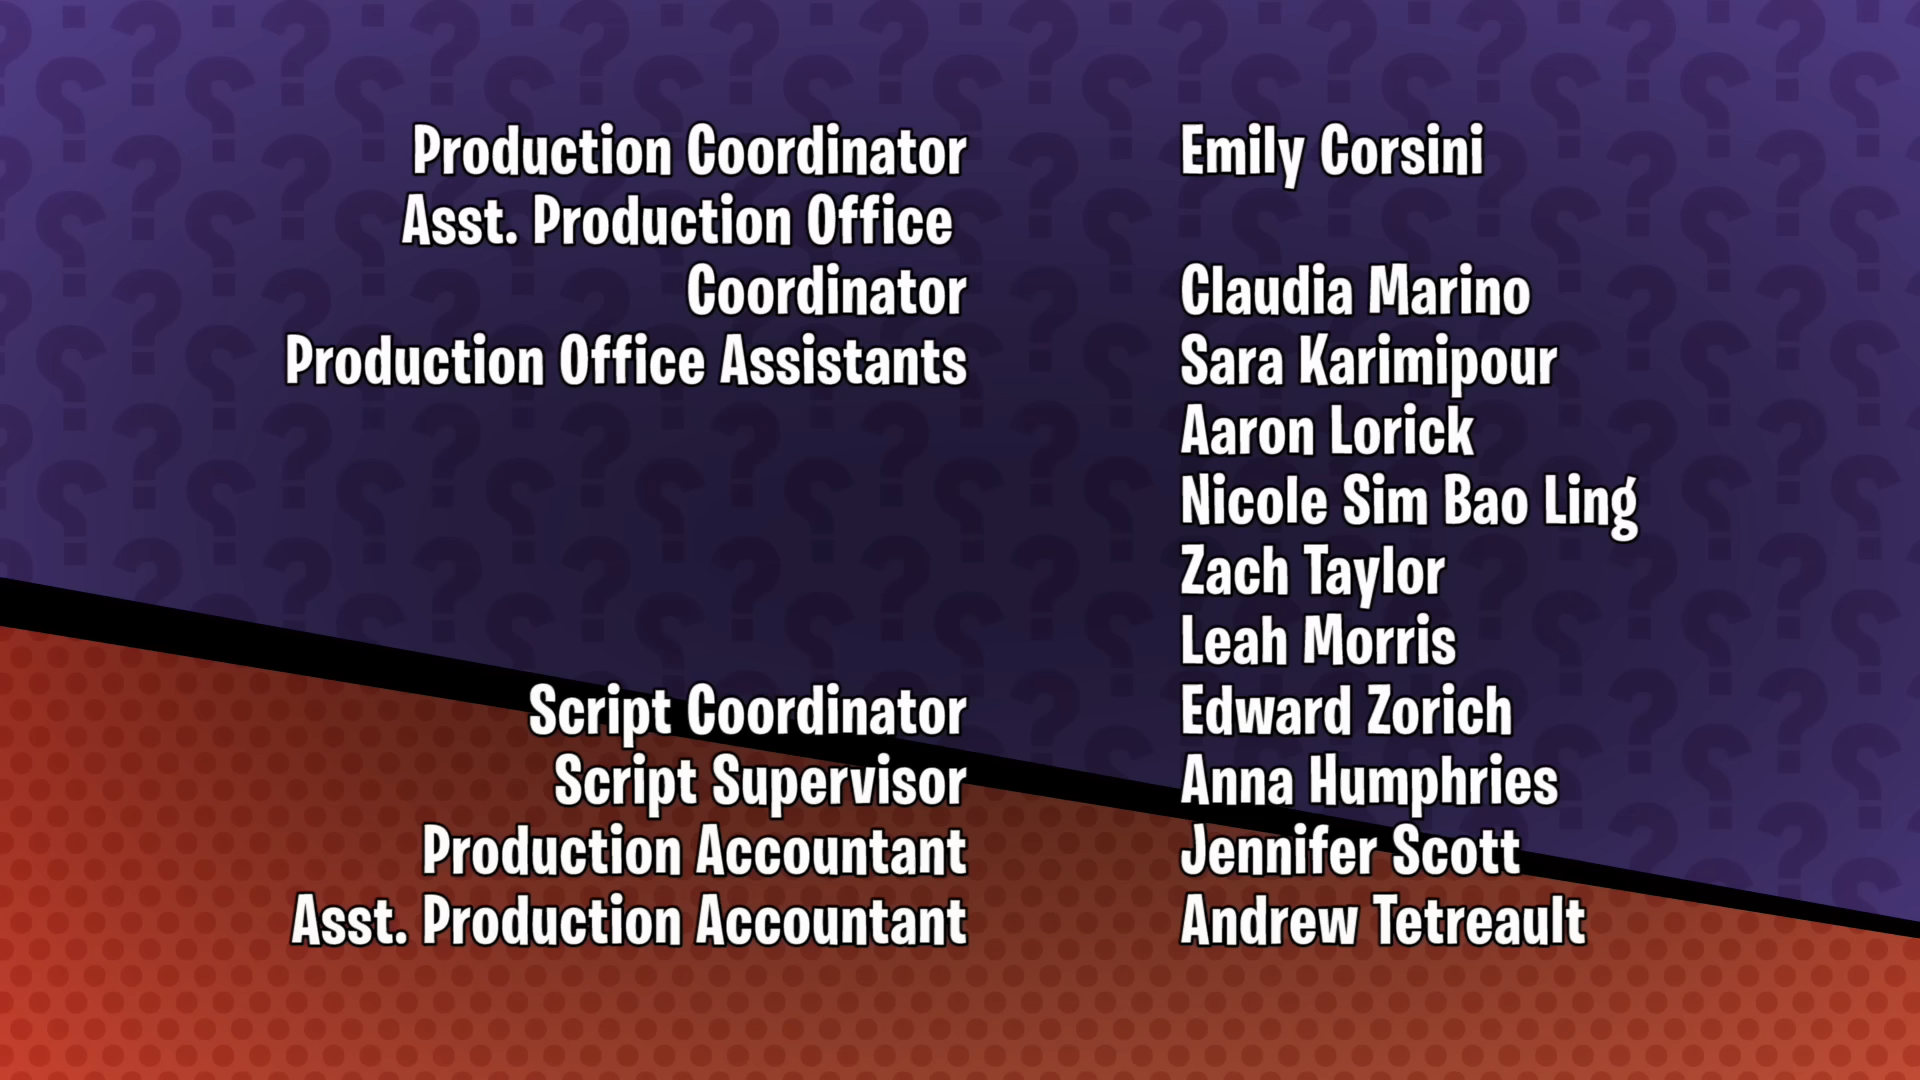 Production Coordinator Emily Corsini
Asst. Production Office
Coordinator Claudia Marino
Production Office Assistants Sara Karimipour
Aaron Lorick
Nicole Sim Bao Ling
Zach Taylor
Leah Morris
Script Coordinator Edward Zorich
Script Supervisor Anna Humphries
Production Accountant Jennifer Scott
Asst. Production Accountant Andrew Tetreault